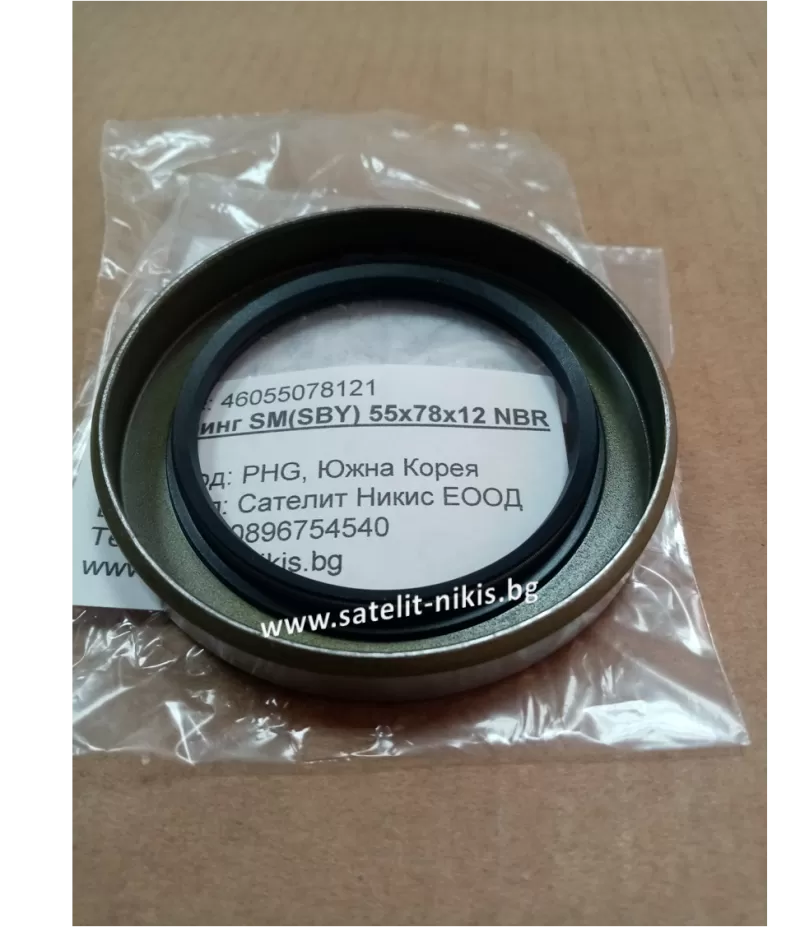 : 46055078121
инг SM(SBY) 55x78x12 NBR
од: PHG, Южна Корея
л: Сателит Никис ЕООД
0896754540
www. kis.bg
www.satelit-nikis.bg